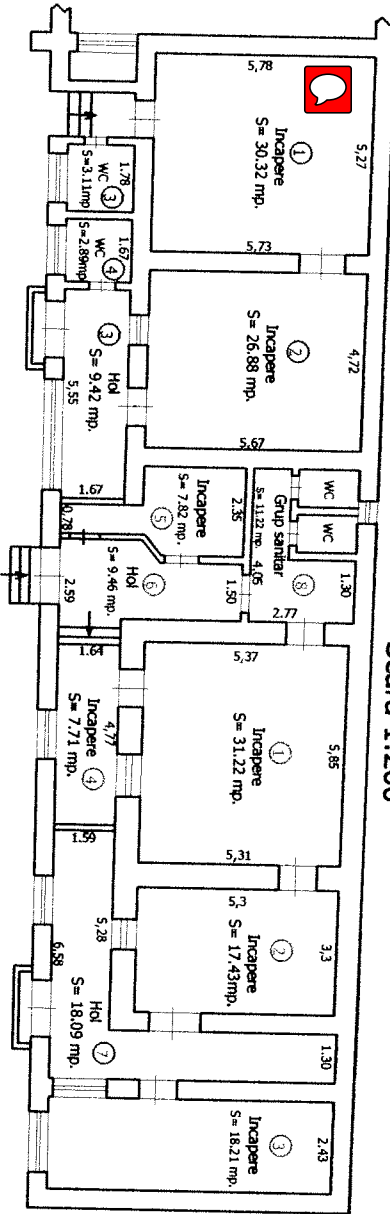 5,78
5,27
1
Incapere
S= 30.32 mp.
5,73
1.78
3
WC
S=3.11mp
1.67
4
WC
S=2.89mp
4,72
2
Incapere
S= 26.88 mp.
5,67
3
Hol
S= 9.42 mp.
5,55
1.67
WC
WC
Grup sanitar
S= 11.22 mp.
4.05
8
1.30
2.77
2.35
Incapere
S= 7.82 mp.
5
0.78
Hol
S= 9.46 mp.
6
1.50
2.59
1.64
5,37
5,85
1
Incapere
S= 31.22 mp.
5,31
4,77
Incapere
S= 7.71 mp.
4
1.59
5,3
3,3
2
Incapere
S= 17.43mp.
5,28
6.58
Hol
S= 18.09 mp.
7
1.30
2.43
3
Incapere
S= 18.21 mp.